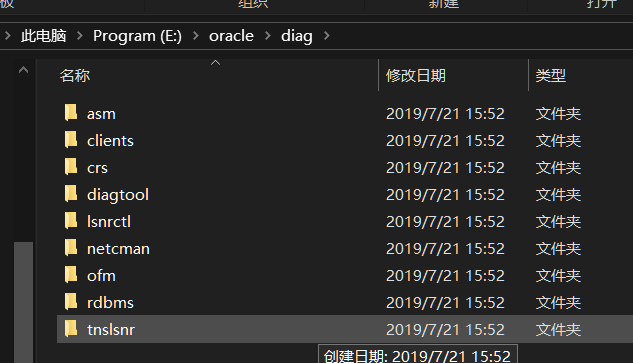 板 组织 新建 打开
此电脑 Program (E:) oracle diag
名称 修改日期 类型
asm 2019/7/21 15:52 文件夹
clients 2019/7/21 15:52 文件夹
crs 2019/7/21 15:52 文件夹
diagtool 2019/7/21 15:52 文件夹
lsnrctl 2019/7/21 15:52 文件夹
netcman 2019/7/21 15:52 文件夹
ofm 2019/7/21 15:52 文件夹
rdbms 2019/7/21 15:52 文件夹
tnslsnr 2019/7/21 15:52 文件夹
创建日期: 2019/7/21 15:52